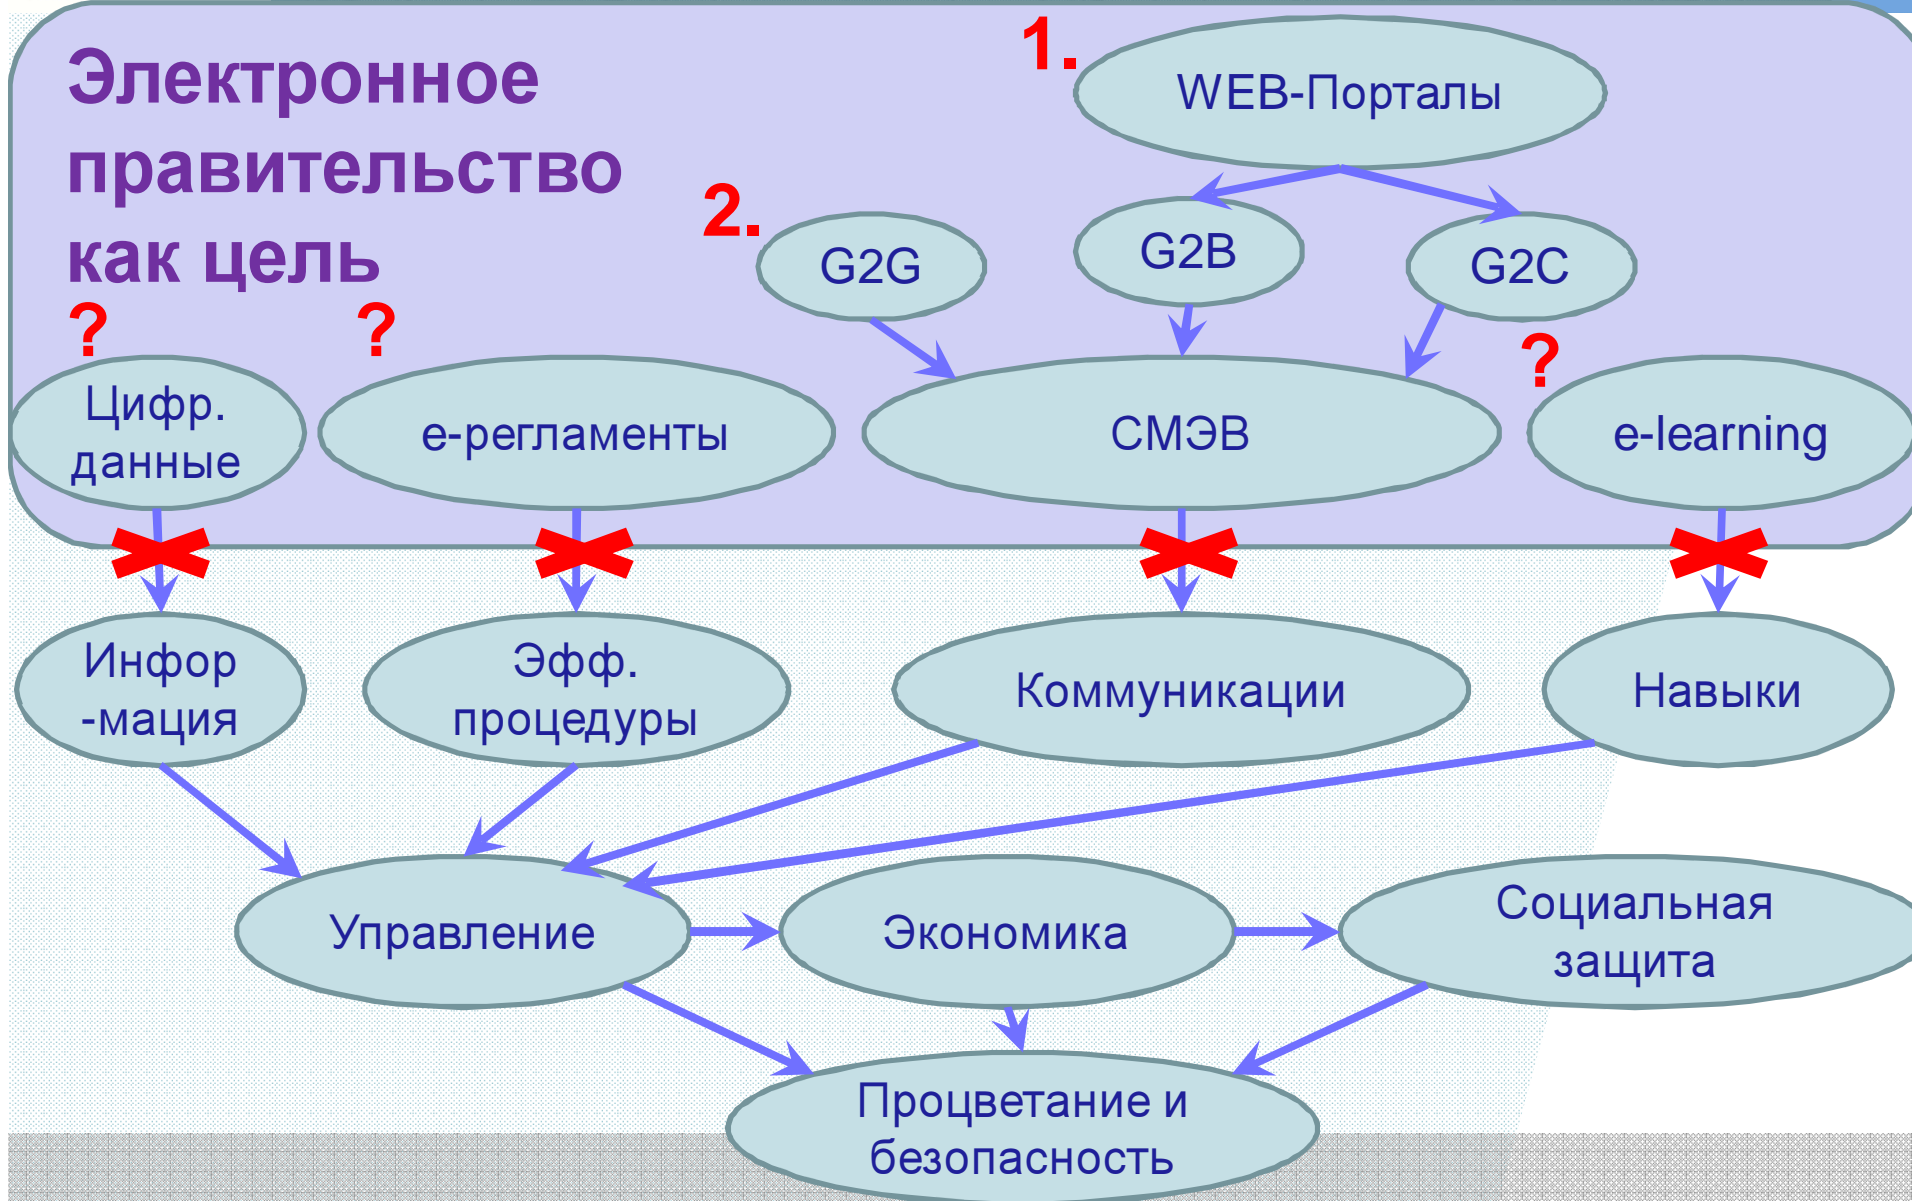 Электронное
правительство
как цель
1.
WEB-Порталы
2.
G2G
G2B
G2C
?
?
?
Цифр.
данные
е-регламенты
СМЭВ
e-learning
Инфор
-мация
Эфф.
процедуры
Коммуникации
Навыки
Управление
Экономика
Социальная
защита
Процветание и
безопасность